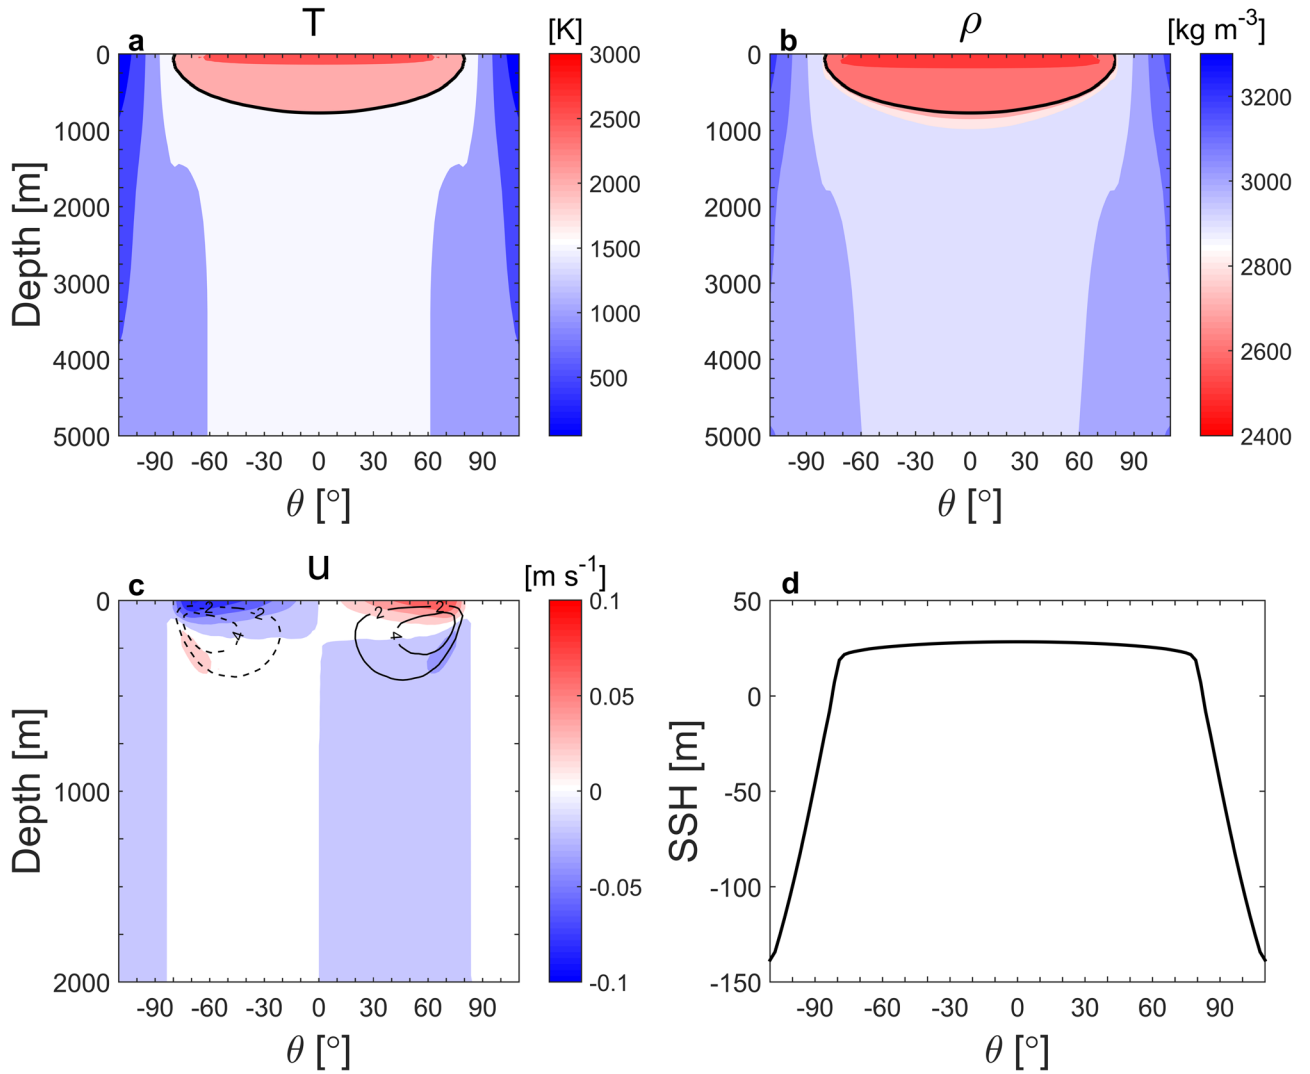 T
a
[K]
0
1000
2000
3000
4000
5000
Depth [m]
-90 -60 -30 0 30 60 90
θ [°]
3000
2500
2000
1500
1000
500
ρ
b
[kg m⁻³]
0
1000
2000
3000
4000
5000
-90 -60 -30 0 30 60 90
θ [°]
3200
3000
2800
2600
2400
u
c
[m s⁻¹]
0
1000
2000
Depth [m]
-2 -2 -4 2 2 4
-90 -60 -30 0 30 60 90
θ [°]
0.1
0.05
0
-0.05
-0.1
d
50
0
-50
-100
-150
SSH [m]
-90 -60 -30 0 30 60 90
θ [°]